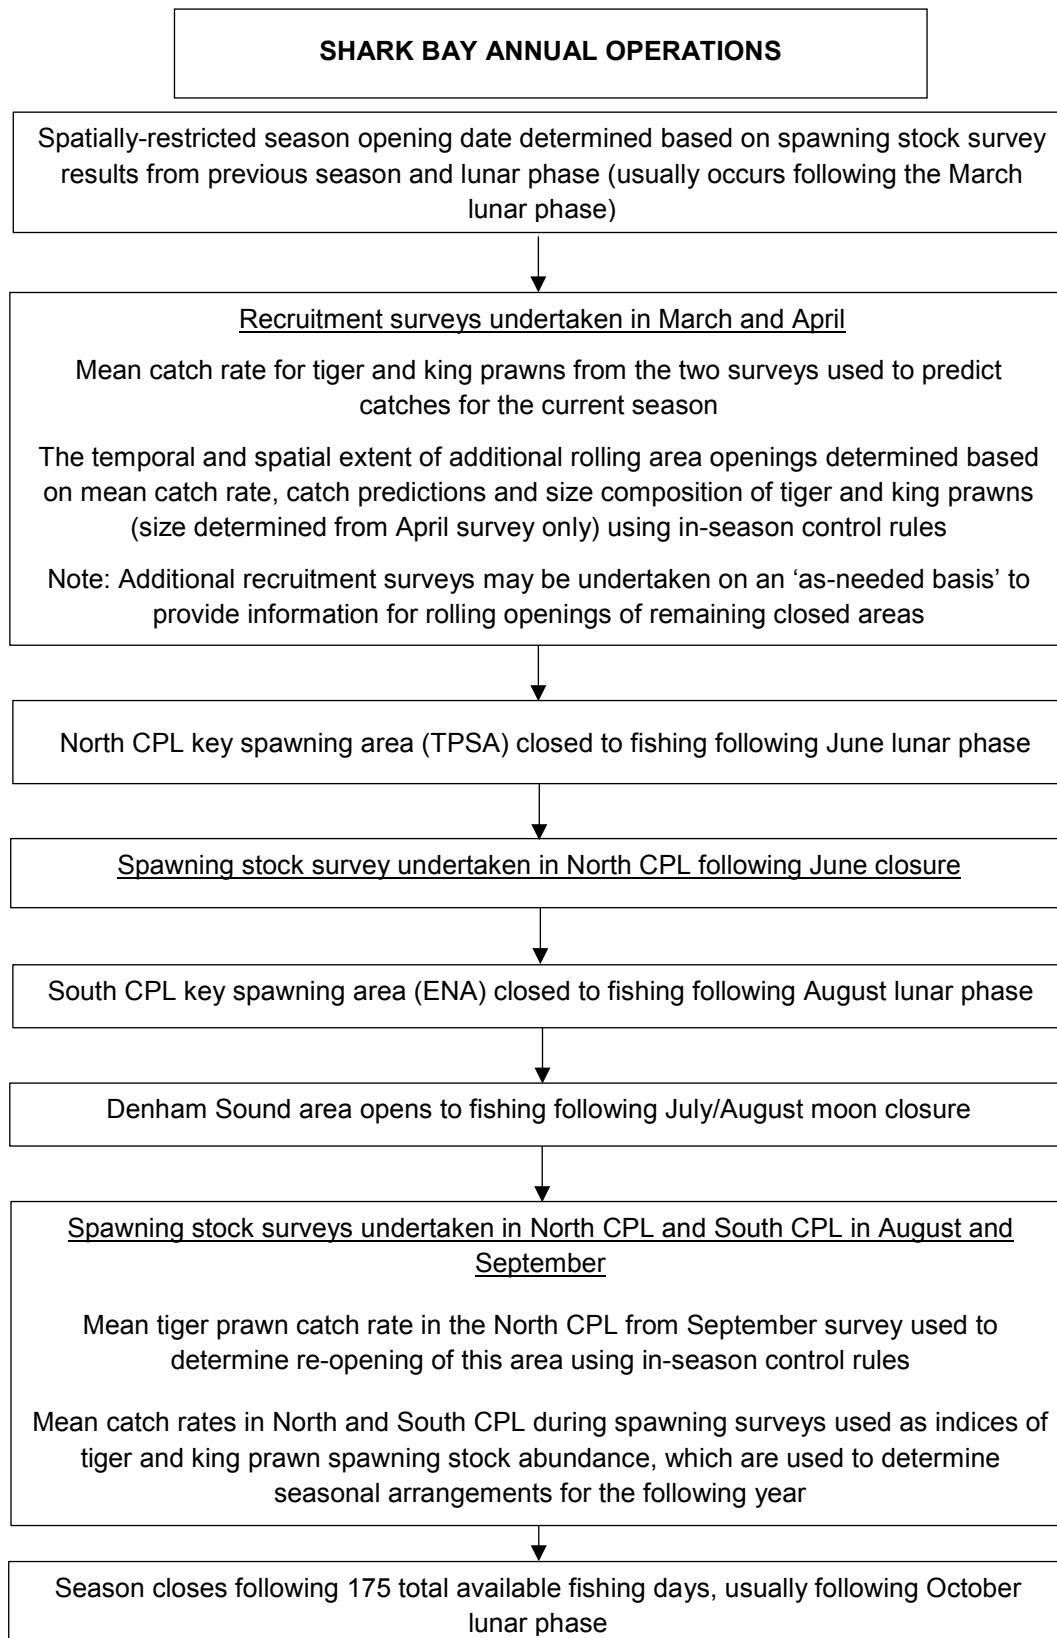 SHARK BAY ANNUAL OPERATIONS
Spatially-restricted season opening date determined based on spawning stock survey
results from previous season and lunar phase (usually occurs following the March
lunar phase)
Recruitment surveys undertaken in March and April
Mean catch rate for tiger and king prawns from the two surveys used to predict
catches for the current season
The temporal and spatial extent of additional rolling area openings determined based
on mean catch rate, catch predictions and size composition of tiger and king prawns
(size determined from April survey only) using in-season control rules
Note: Additional recruitment surveys may be undertaken on an ‘as-needed basis’ to
provide information for rolling openings of remaining closed areas
North CPL key spawning area (TPSA) closed to fishing following June lunar phase
Spawning stock survey undertaken in North CPL following June closure
South CPL key spawning area (ENA) closed to fishing following August lunar phase
Denham Sound area opens to fishing following July/August moon closure
Spawning stock surveys undertaken in North CPL and South CPL in August and
September
Mean tiger prawn catch rate in the North CPL from September survey used to
determine re-opening of this area using in-season control rules
Mean catch rates in North and South CPL during spawning surveys used as indices of
tiger and king prawn spawning stock abundance, which are used to determine
seasonal arrangements for the following year
Season closes following 175 total available fishing days, usually following October
lunar phase